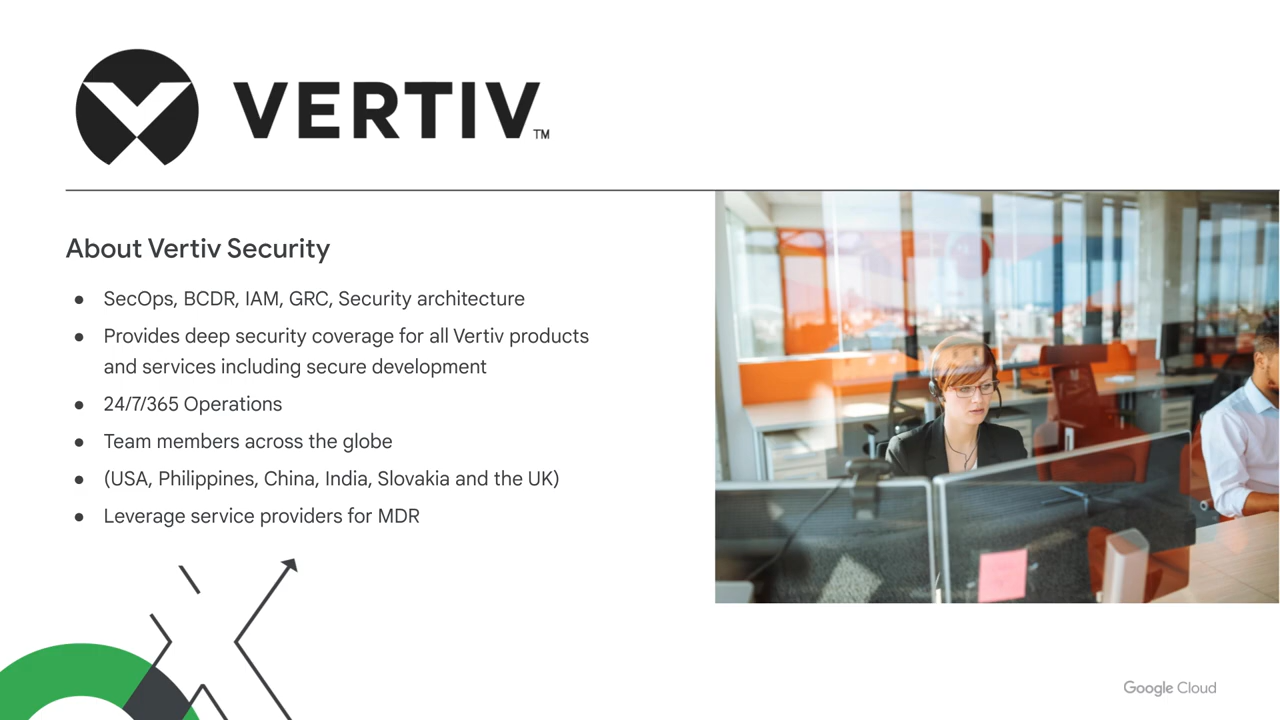 VERTIV™
About Vertiv Security
● SecOps, BCDR, IAM, GRC, Security architecture
● Provides deep security coverage for all Vertiv products
and services including secure development
● 24/7/365 Operations
● Team members across the globe
● (USA, Philippines, China, India, Slovakia and the UK)
● Leverage service providers for MDR
Google Cloud